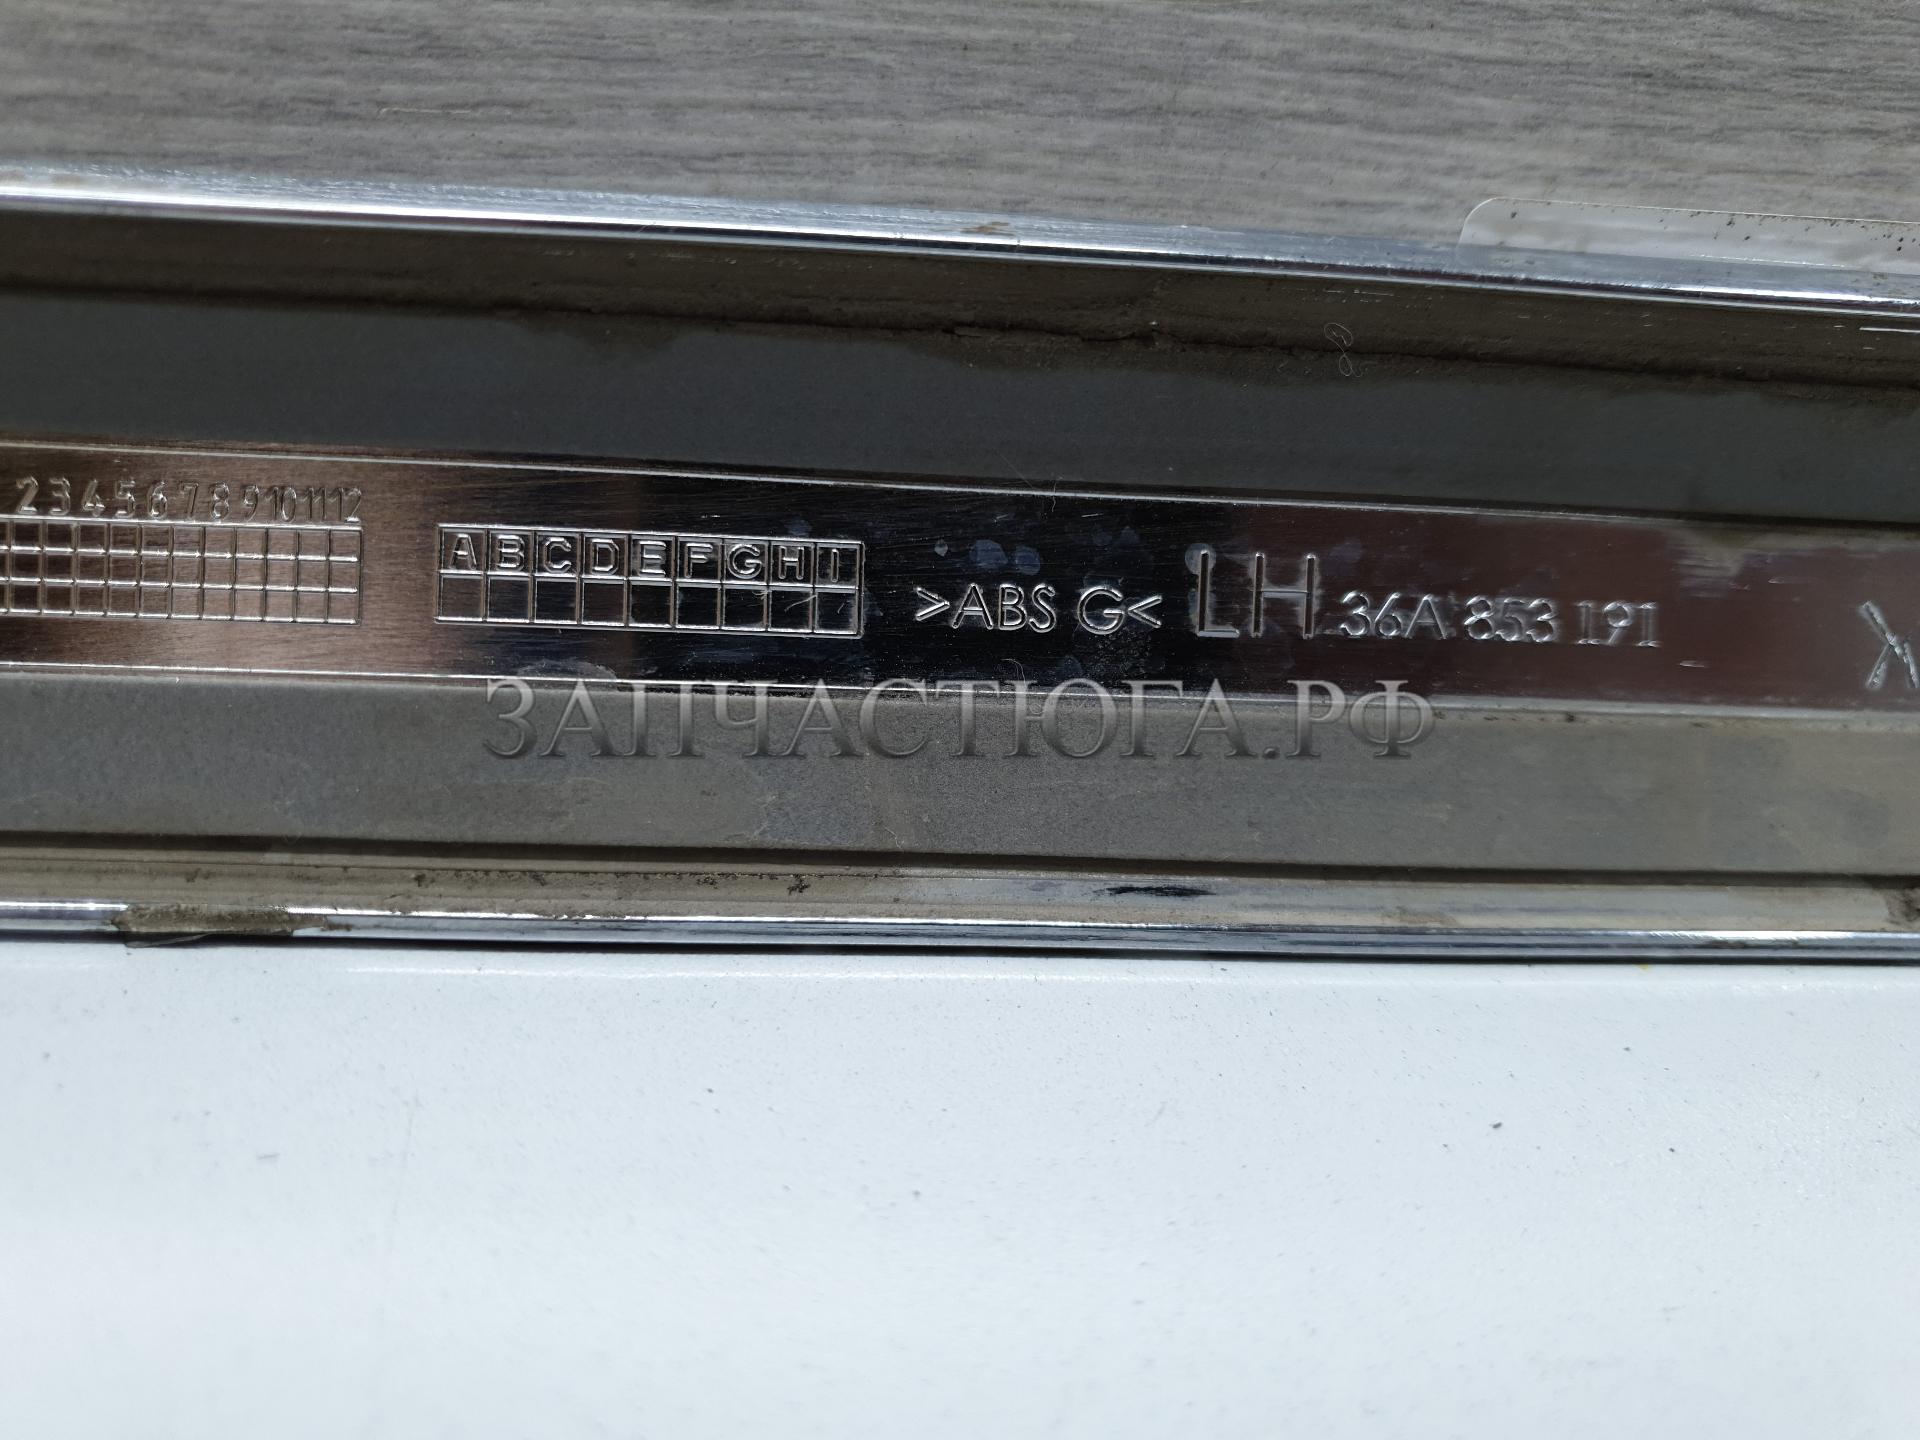 2 3 4 5 6 7 8 9 10 11 12
A B C D E F G H I
>ABS G< LH 36A 853 191
ЗАПЧАСТЮГА.РФ